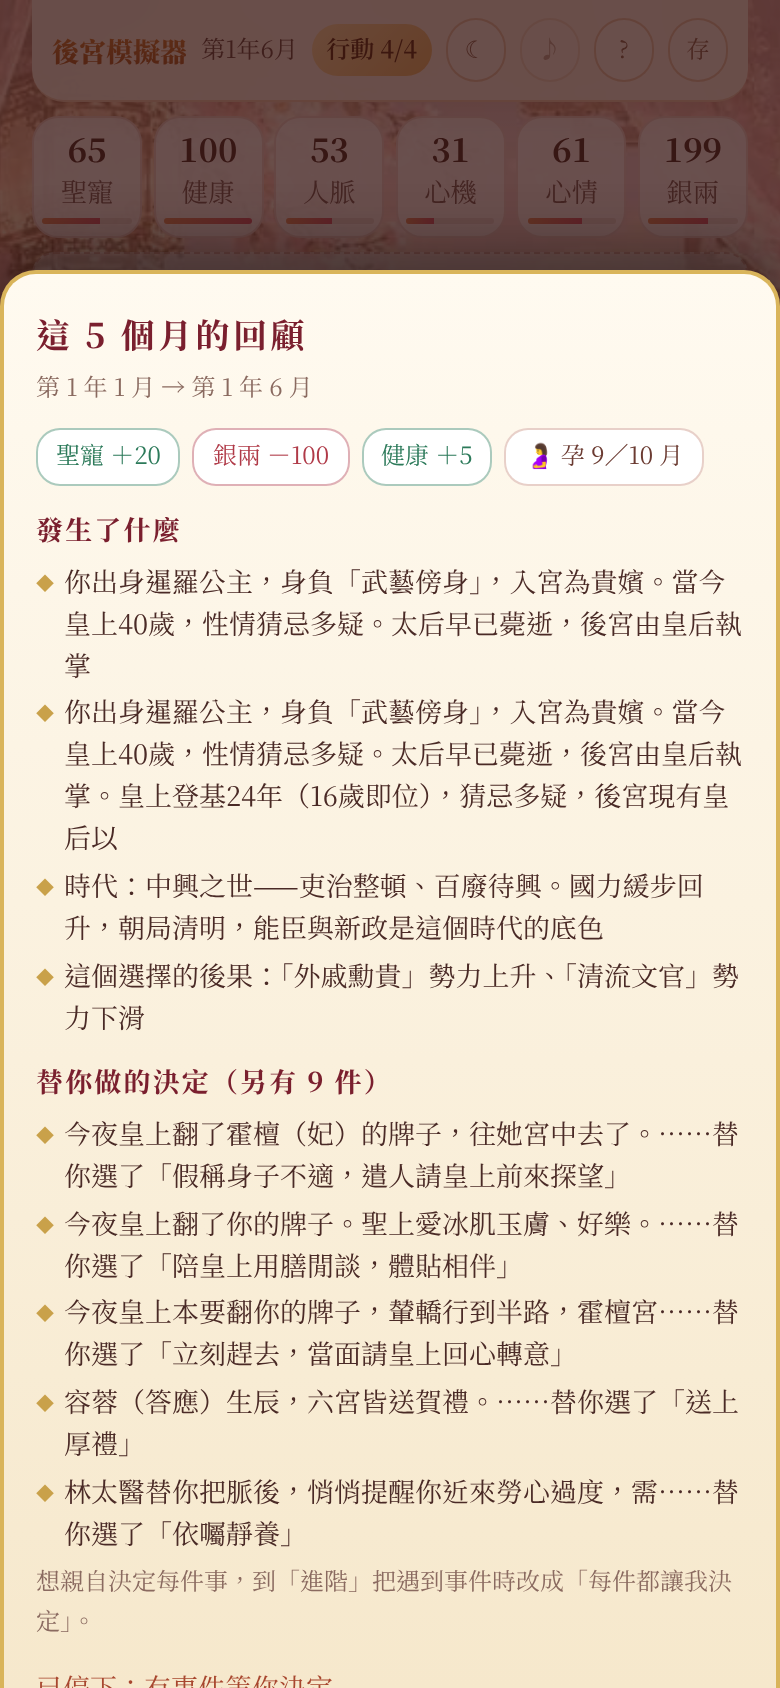 後宮模擬器 第1年6月 行動 4/4 ☾ ♪ ? 存
65 100 53 31 61 199
聖寵 健康 人脈 心機 心情 銀兩
這 5 個月的回顧
第1年1月→第1年6月
聖寵 +20 銀兩 −100 健康 +5 🤰 孕 9/10 月
發生了什麼
◆ 你出身暹羅公主,身負「武藝傍身」,入宮為貴嬪。當今
皇上40歲,性情猜忌多疑。太后早已薨逝,後宮由皇后執
掌
◆ 你出身暹羅公主,身負「武藝傍身」,入宮為貴嬪。當今
皇上40歲,性情猜忌多疑。太后早已薨逝,後宮由皇后執
掌。皇上登基24年(16歲即位),猜忌多疑,後宮現有皇
后以
◆ 時代:中興之世——吏治整頓、百廢待興。國力緩步回
升,朝局清明,能臣與新政是這個時代的底色
◆ 這個選擇的後果:「外戚勳貴」勢力上升、「清流文官」勢
力下滑
替你做的決定(另有 9 件)
◆ 今夜皇上翻了霍檀(妃)的牌子,往她宮中去了。⋯⋯替
你選了「假稱身子不適,遣人請皇上前來探望」
◆ 今夜皇上翻了你的牌子。聖上愛冰肌玉膚、好樂。⋯⋯替
你選了「陪皇上用膳閒談,體貼相伴」
◆ 今夜皇上本要翻你的牌子,輦轎行到半路,霍檀宮⋯⋯替
你選了「立刻趕去,當面請皇上回心轉意」
◆ 容蓉(答應)生辰,六宮皆送賀禮。⋯⋯替你選了「送上
厚禮」
◆ 林太醫替你把脈後,悄悄提醒你近來勞心過度,需⋯⋯替
你選了「依囑靜養」
想親自決定每件事,到「進階」把遇到事件時改成「每件都讓我決
定」。
已停下:有事件等你決定